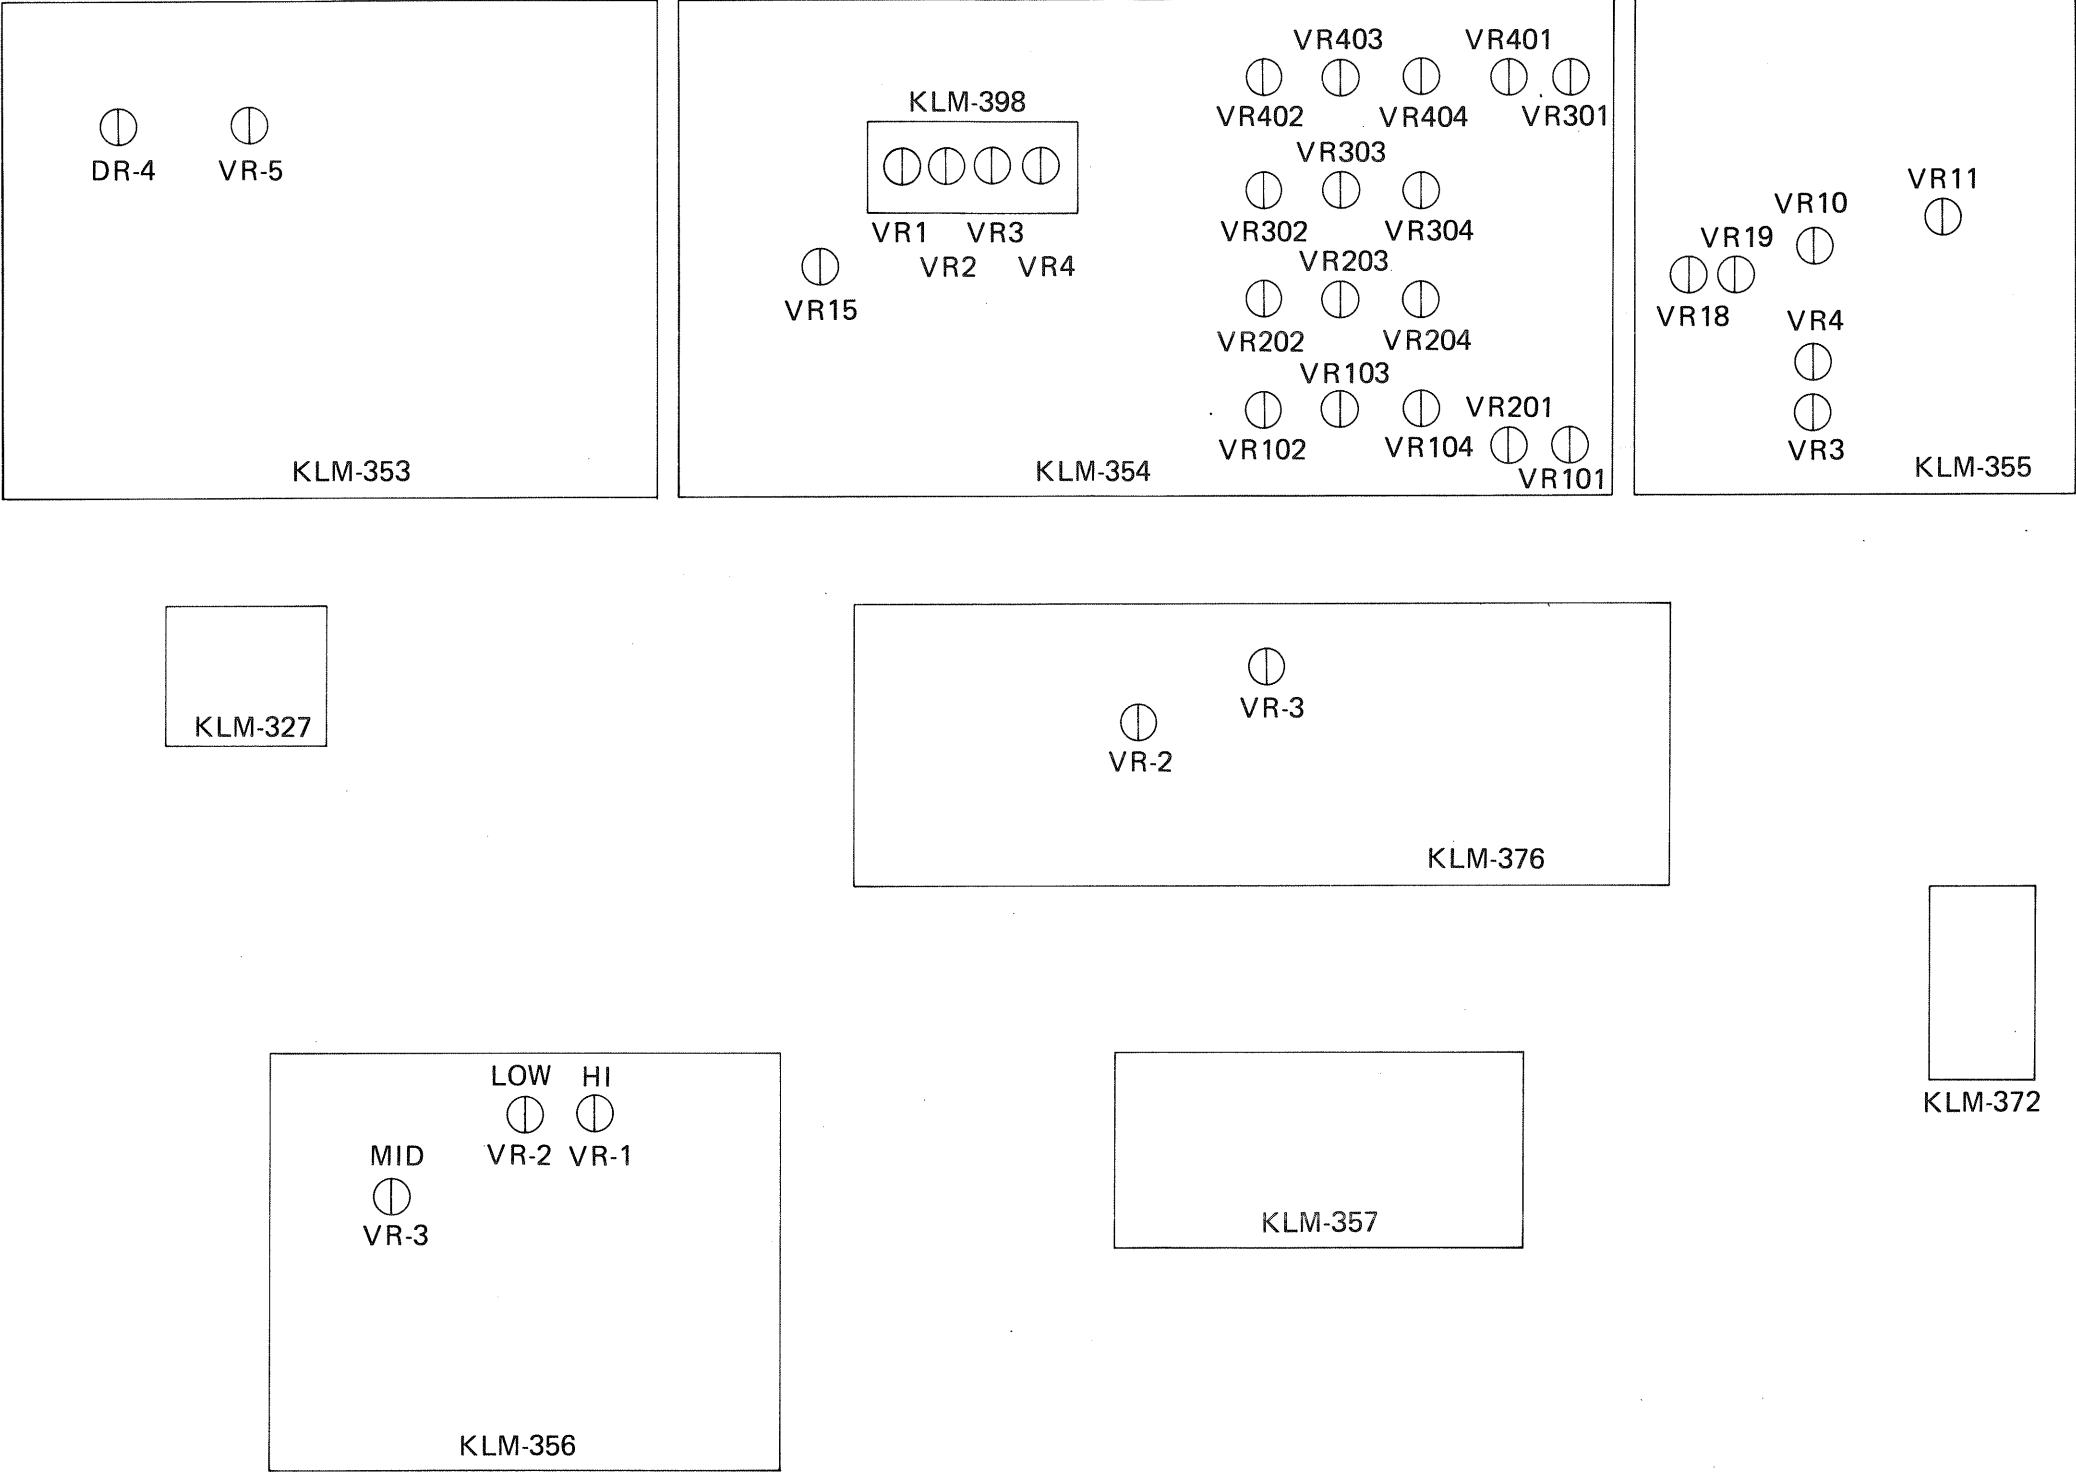 DR-4 VR-5
KLM-353
KLM-398
VR1 VR3
VR2 VR4
VR15
VR403 VR401
VR402 VR404 VR301
VR303
VR302 VR304
VR203
VR202 VR204
VR103
VR201
VR102 VR104
VR101
KLM-354
VR11
VR10
VR19
VR18 VR4
VR3
KLM-355
KLM-327
VR-3
VR-2
KLM-376
KLM-372
LOW HI
VR-2 VR-1
MID
VR-3
KLM-356
KLM-357